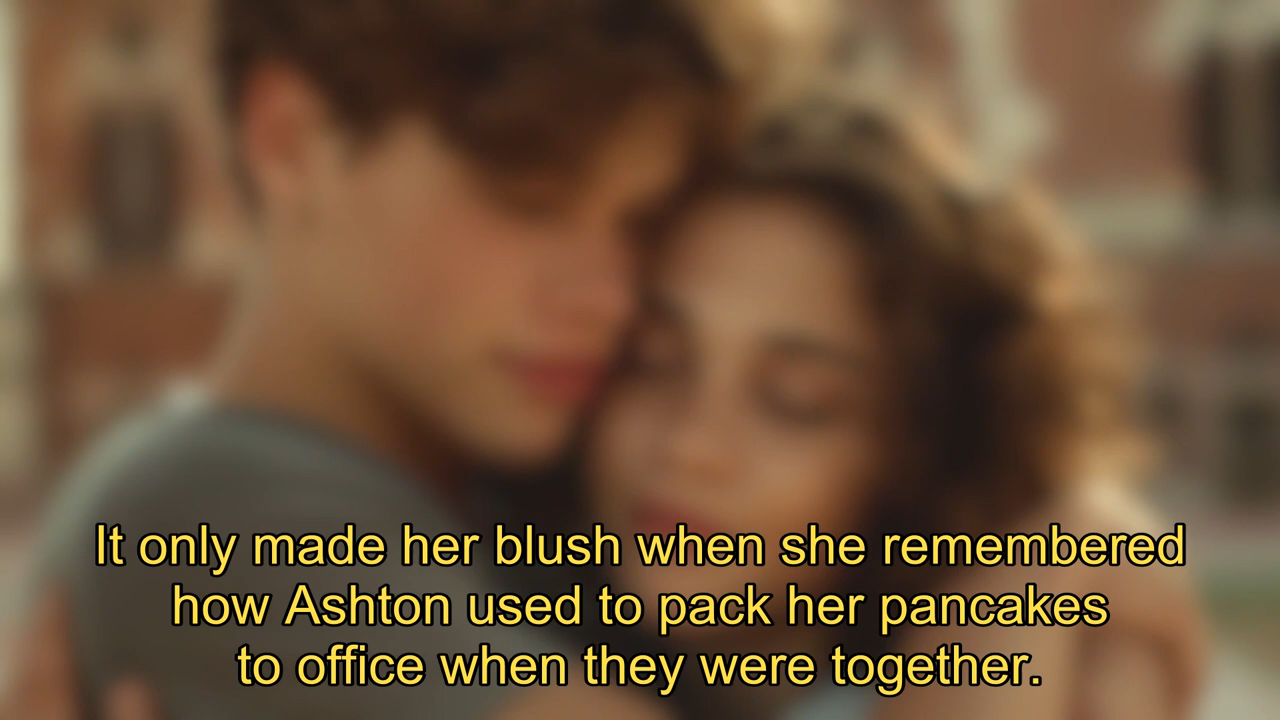 It only made her blush when she remembered
how Ashton used to pack her pancakes
to office when they were together.